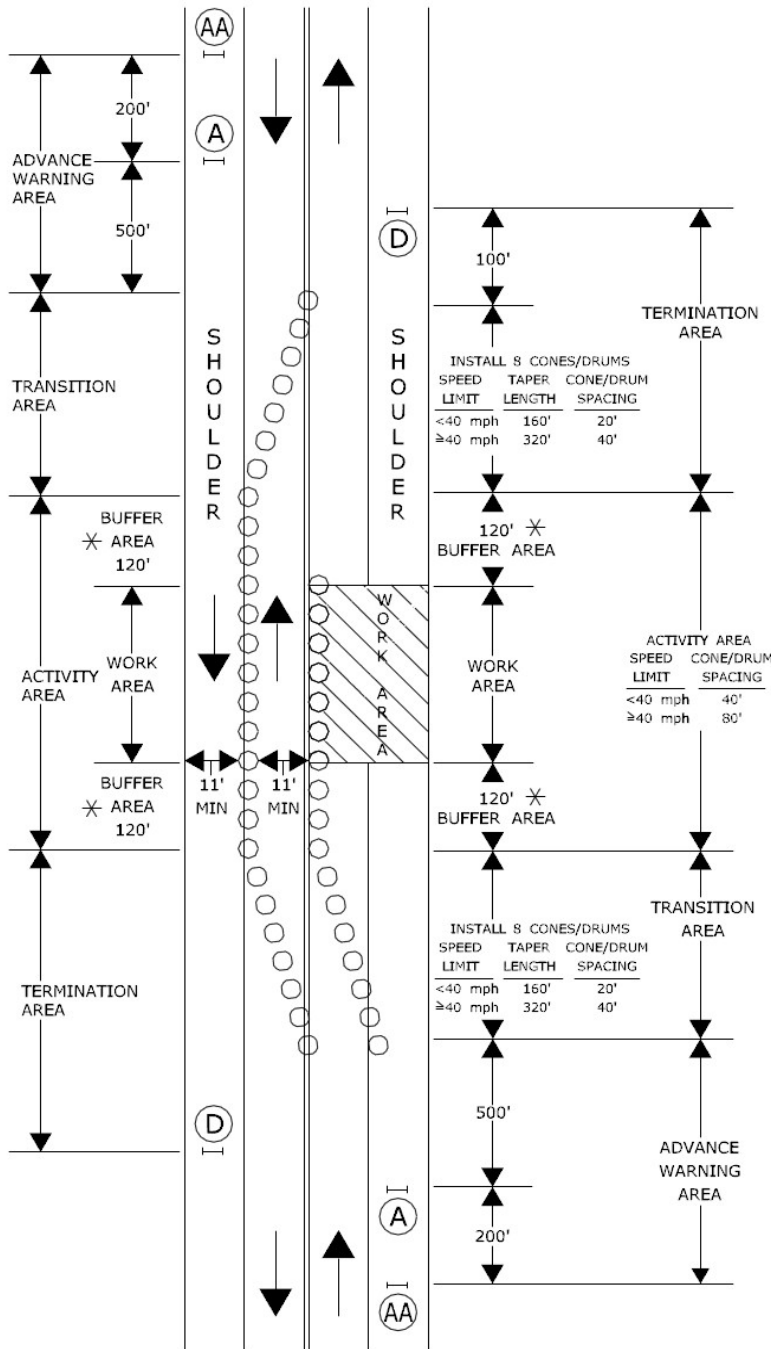 AA
200'
A
ADVANCE
WARNING
AREA
500'
D
100'
TERMINATION
AREA
SHOULDER
SHOULDER
INSTALL 8 CONES/DRUMS
SPEED TAPER CONE/DRUM
LIMIT LENGTH SPACING
<40 mph 160' 20'
≥40 mph 320' 40'
TRANSITION
AREA
BUFFER
* AREA
120'
120' *
BUFFER AREA
WORK AREA
WORK
AREA
WORK
AREA
ACTIVITY
AREA
ACTIVITY AREA
SPEED CONE/DRUM
LIMIT SPACING
<40 mph 40'
≥40 mph 80'
11'
MIN
11'
MIN
BUFFER
* AREA
120'
120' *
BUFFER AREA
TRANSITION
AREA
INSTALL 8 CONES/DRUMS
SPEED TAPER CONE/DRUM
LIMIT LENGTH SPACING
<40 mph 160' 20'
≥40 mph 320' 40'
TERMINATION
AREA
D
500'
ADVANCE
WARNING
AREA
A
200'
AA